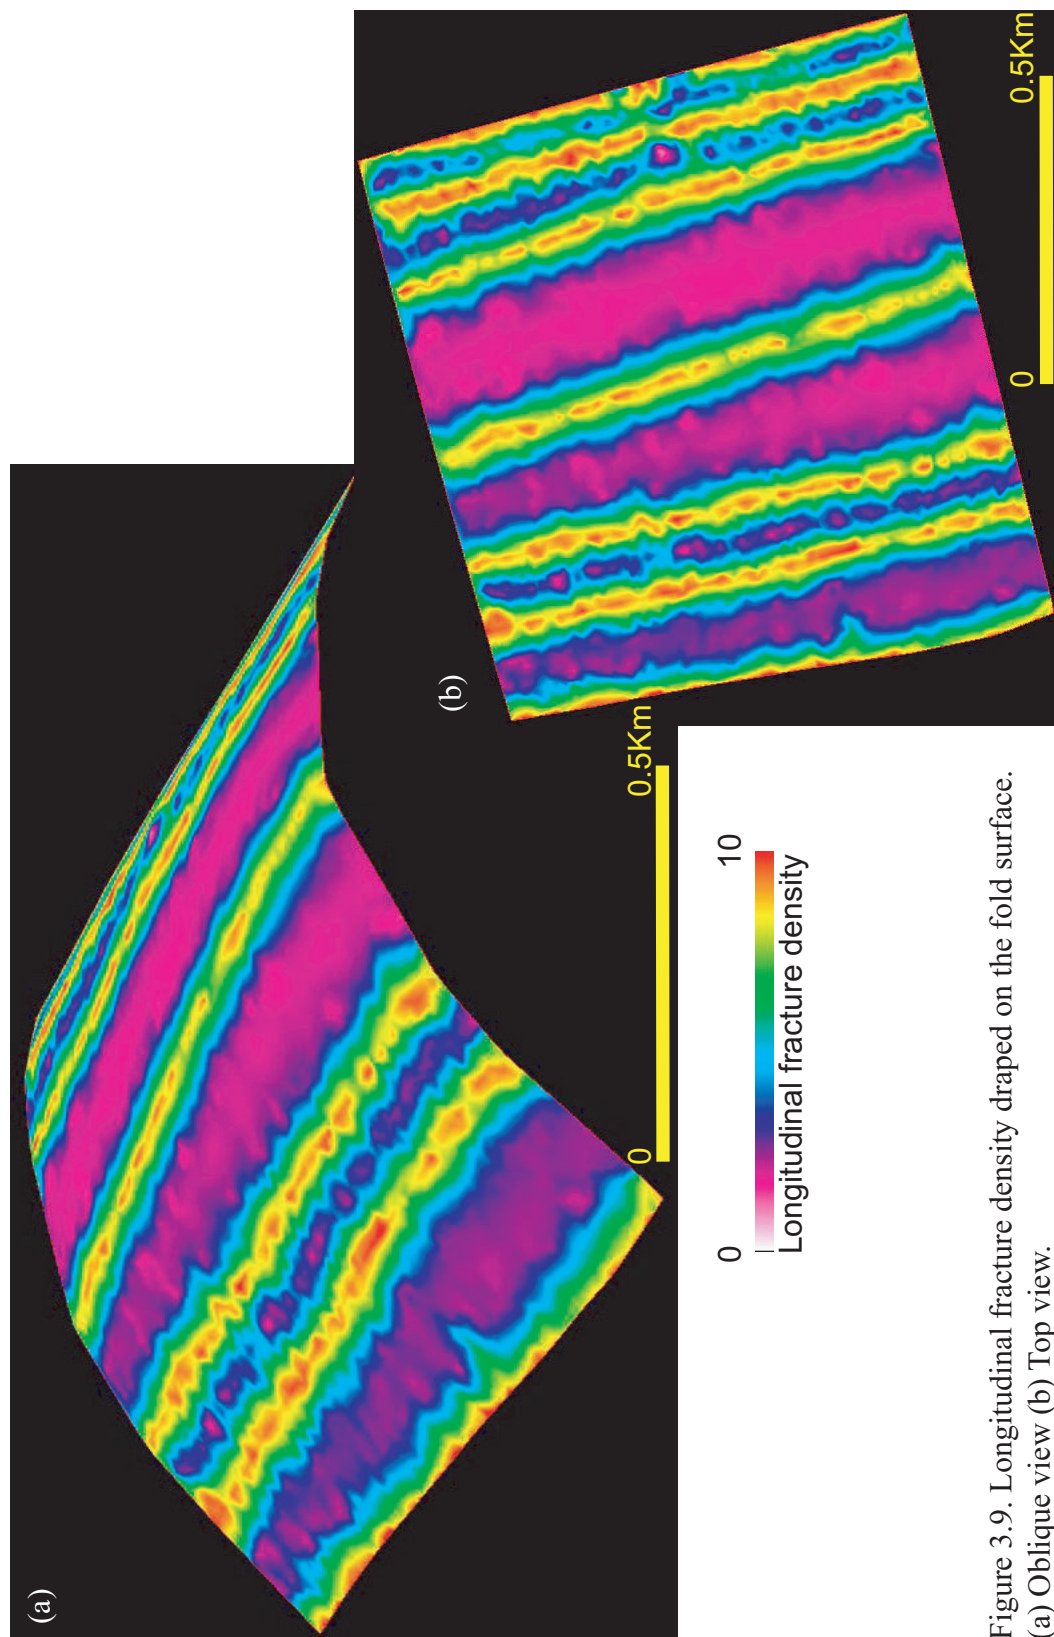 (a)
0
0.5Km
(b)
0
0.5Km
0
10
Longitudinal fracture density
Figure 3.9. Longitudinal fracture density draped on the fold surface.
(a) Oblique view (b) Top view.